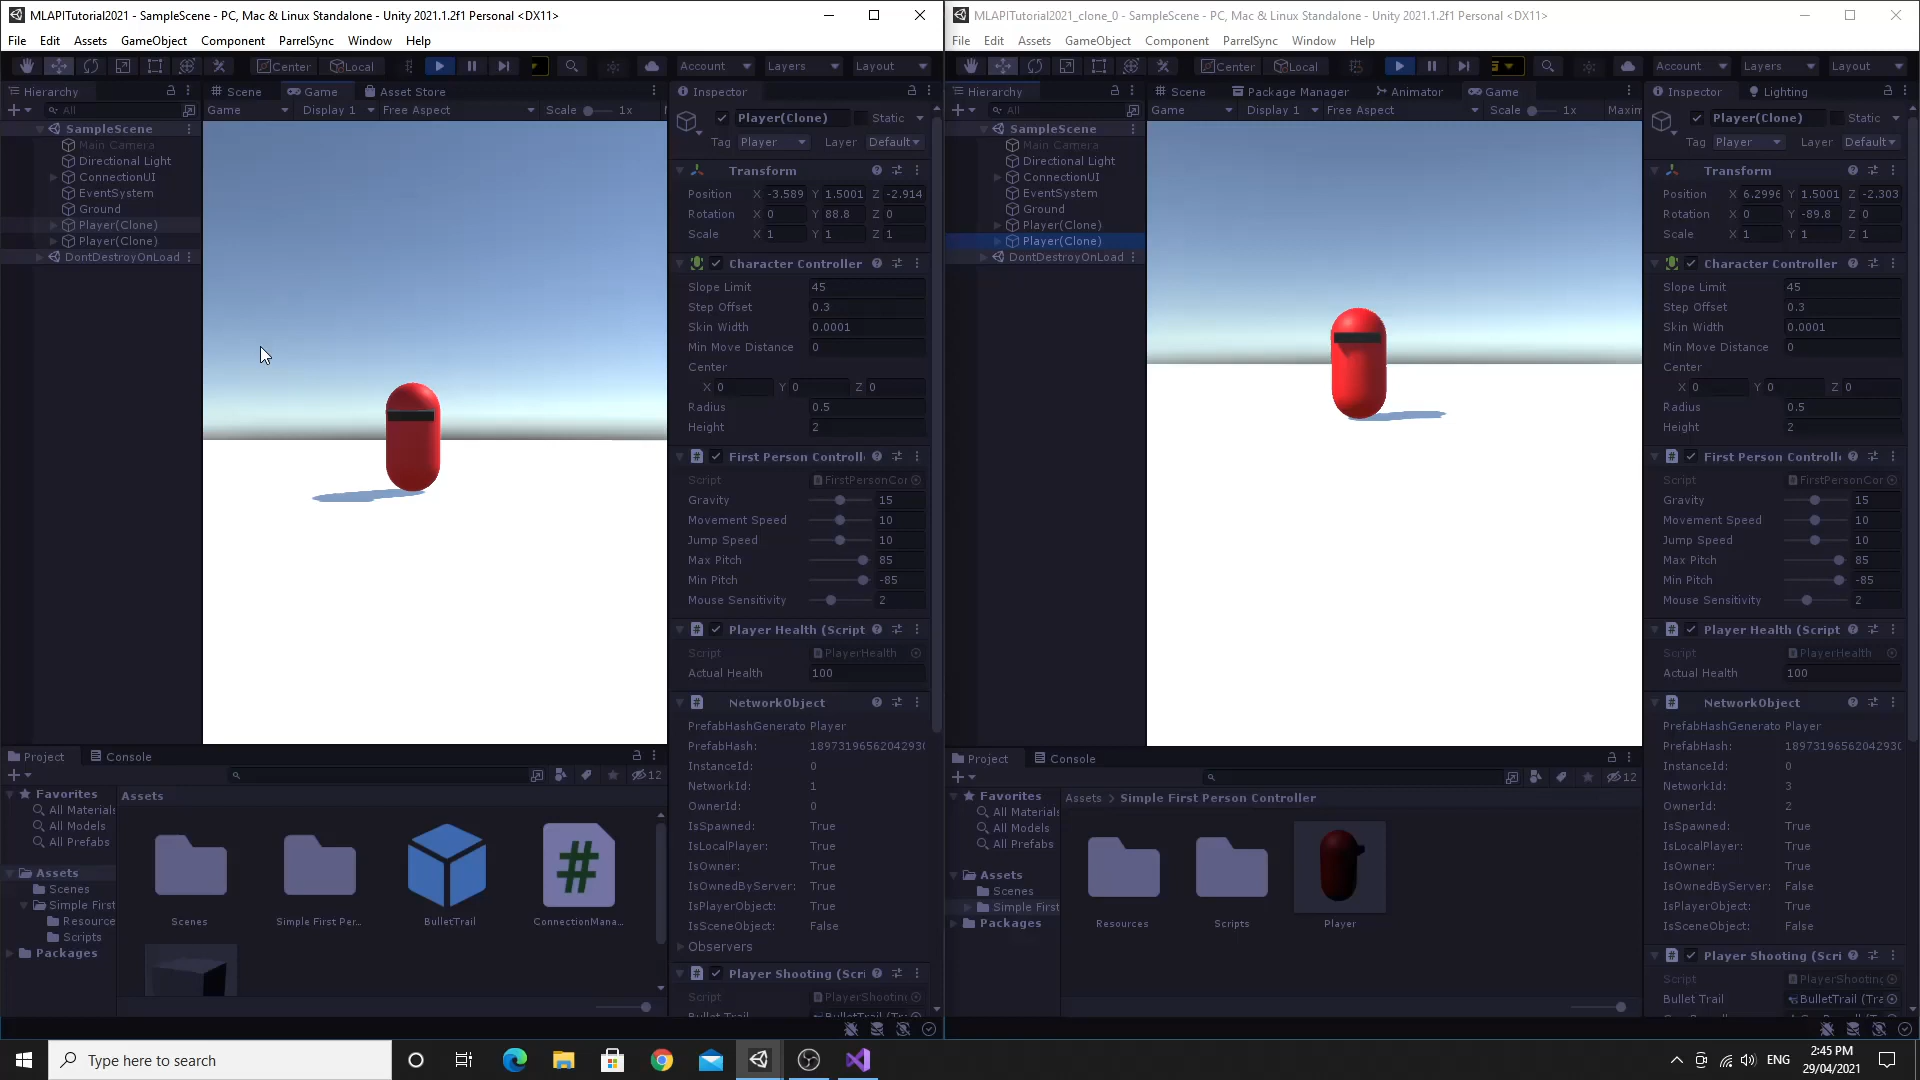 MLAPITutorial2021 - SampleScene - PC, Mac & Linux Standalone - Unity 2021.1.2f1 Personal <DX11>
File Edit Assets GameObject Component ParrelSync Window Help
Center Local Account Layers Layout
Hierarchy
All
SampleScene
Main Camera
Directional Light
ConnectionUI
EventSystem
Ground
Player(Clone)
Player(Clone)
DontDestroyOnLoad
Scene Game Asset Store
Game Display 1 Free Aspect Scale 1x
Inspector
Player(Clone) Static
Tag Player Layer Default
Transform
Position X -3.589 Y 1.5001 Z -2.914
Rotation X 0 Y 88.8 Z 0
Scale X 1 Y 1 Z 1
Character Controller
Slope Limit 45
Step Offset 0.3
Skin Width 0.0001
Min Move Distance 0
Center
X 0 Y 0 Z 0
Radius 0.5
Height 2
First Person Controll
Script FirstPersonCor
Gravity 15
Movement Speed 10
Jump Speed 10
Max Pitch 85
Min Pitch -85
Mouse Sensitivity 2
Player Health (Script
Script PlayerHealth
Actual Health 100
NetworkObject
PrefabHashGenerato Player
PrefabHash: 1897319656204293
InstanceId: 0
NetworkId: 1
OwnerId: 0
IsSpawned: True
IsLocalPlayer: True
IsOwner: True
IsOwnedByServer: True
IsPlayerObject: True
IsSceneObject: False
Observers
Player Shooting (Scri
Script PlayerShooting
Project Console
12
Favorites
All Materials
All Models
All Prefabs
Assets
Scenes
Simple First
Resource
Scripts
Packages
Assets
Scenes Simple First Per... BulletTrail ConnectionMana...
MLAPITutorial2021_clone_0 - SampleScene - PC, Mac & Linux Standalone - Unity 2021.1.2f1 Personal <DX11>
File Edit Assets GameObject Component ParrelSync Window Help
Center Local Account Layers Layout
Hierarchy
All
SampleScene
Main Camera
Directional Light
ConnectionUI
EventSystem
Ground
Player(Clone)
Player(Clone)
DontDestroyOnLoad
Scene Package Manager Animator Game
Game Display 1 Free Aspect Scale 1x Maxim
Inspector Lighting
Player(Clone) Static
Tag Player Layer Default
Transform
Position X 6.2996 Y 1.5001 Z -2.303
Rotation X 0 Y -89.8 Z 0
Scale X 1 Y 1 Z 1
Character Controller
Slope Limit 45
Step Offset 0.3
Skin Width 0.0001
Min Move Distance 0
Center
X 0 Y 0 Z 0
Radius 0.5
Height 2
First Person Controll
Script FirstPersonCor
Gravity 15
Movement Speed 10
Jump Speed 10
Max Pitch 85
Min Pitch -85
Mouse Sensitivity 2
Player Health (Script
Script PlayerHealth
Actual Health 100
NetworkObject
PrefabHashGenerato Player
PrefabHash: 1897319656204293
InstanceId: 0
NetworkId: 3
OwnerId: 2
IsSpawned: True
IsLocalPlayer: True
IsOwner: True
IsOwnedByServer: False
IsPlayerObject: True
IsSceneObject: False
Player Shooting (Scri
Script PlayerShooting
Bullet Trail BulletTrail (Tra
Project Console
12
Favorites
All Materials
All Models
All Prefabs
Assets
Scenes
Simple First
Packages
Assets > Simple First Person Controller
Resources Scripts Player
Type here to search
ENG
2:45 PM
29/04/2021